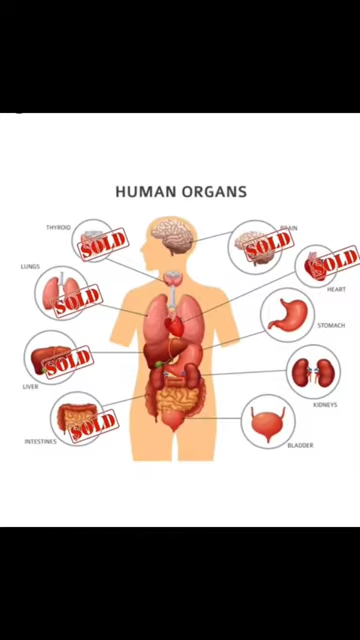 HUMAN ORGANS
THYROID
SOLD
BRAIN
SOLD
LUNGS
SOLD
SOLD
HEART
STOMACH
SOLD
LIVER
KIDNEYS
SOLD
INTESTINES
BLADDER